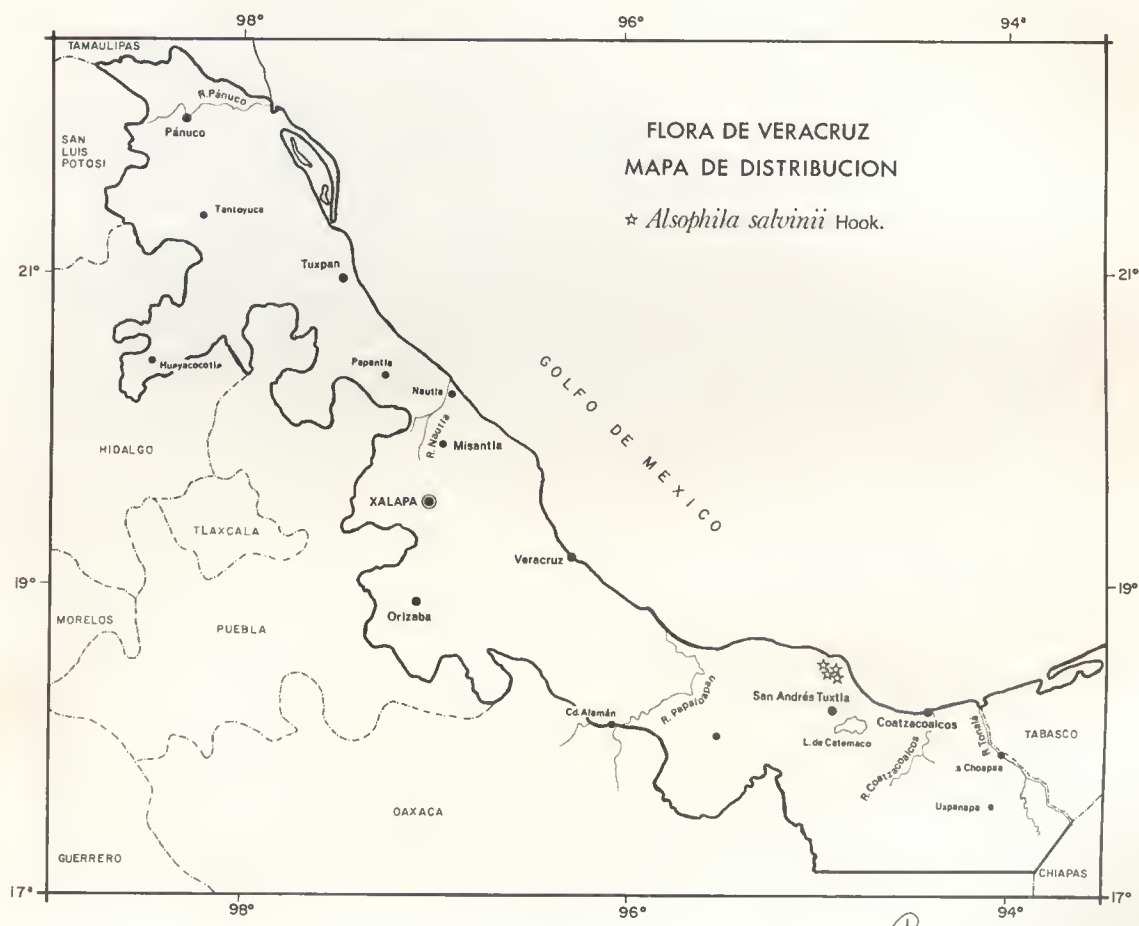 98°
96°
94°
TAMAULIPAS
R. Pánuco
Pánuco
SAN
LUIS
POTOSI
FLORA DE VERACRUZ
MAPA DE DISTRIBUCION
☆ Alsophila salvinii Hook.
Tantoyuca
Tuxpan
21°
21°
Huayacocotla
Papantla
Nautla
R. Nautla
Misantla
GOLFO DE MEXICO
HIDALGO
XALAPA
TLAXCALA
Veracruz
19°
19°
Orizaba
MORELOS
PUEBLA
San Andrés Tuxtla
Cd. Alemán
R. Papaloapan
Coatzacoalcos
L. de Catemaco
R. Coatzacoalcos
R. Tonalá
TABASCO
s Choapas
Uxpanapa
OAXACA
GUERRERO
CHIAPAS
17°
17°
98°
96°
94°